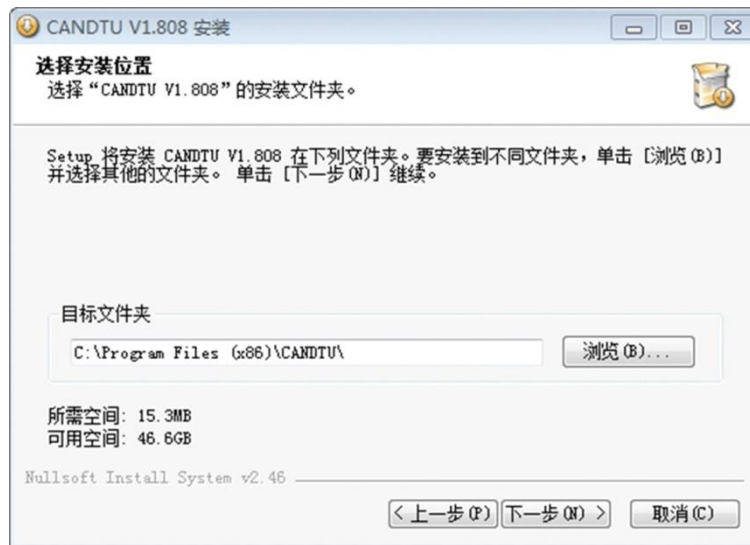 CANDTU V1.808 安装
选择安装位置
选择“CANDTU V1.808”的安装文件夹。
Setup 将安装 CANDTU V1.808 在下列文件夹。要安装到不同文件夹，单击 [浏览(B)]
并选择其他的文件夹。 单击 [下一步(N)] 继续。
目标文件夹
C:\Program Files (x86)\CANDTU\
浏览(B)...
所需空间: 15.3MB
可用空间: 46.6GB
Nullsoft Install System v2.46
< 上一步(P) 下一步(N) > 取消(C)